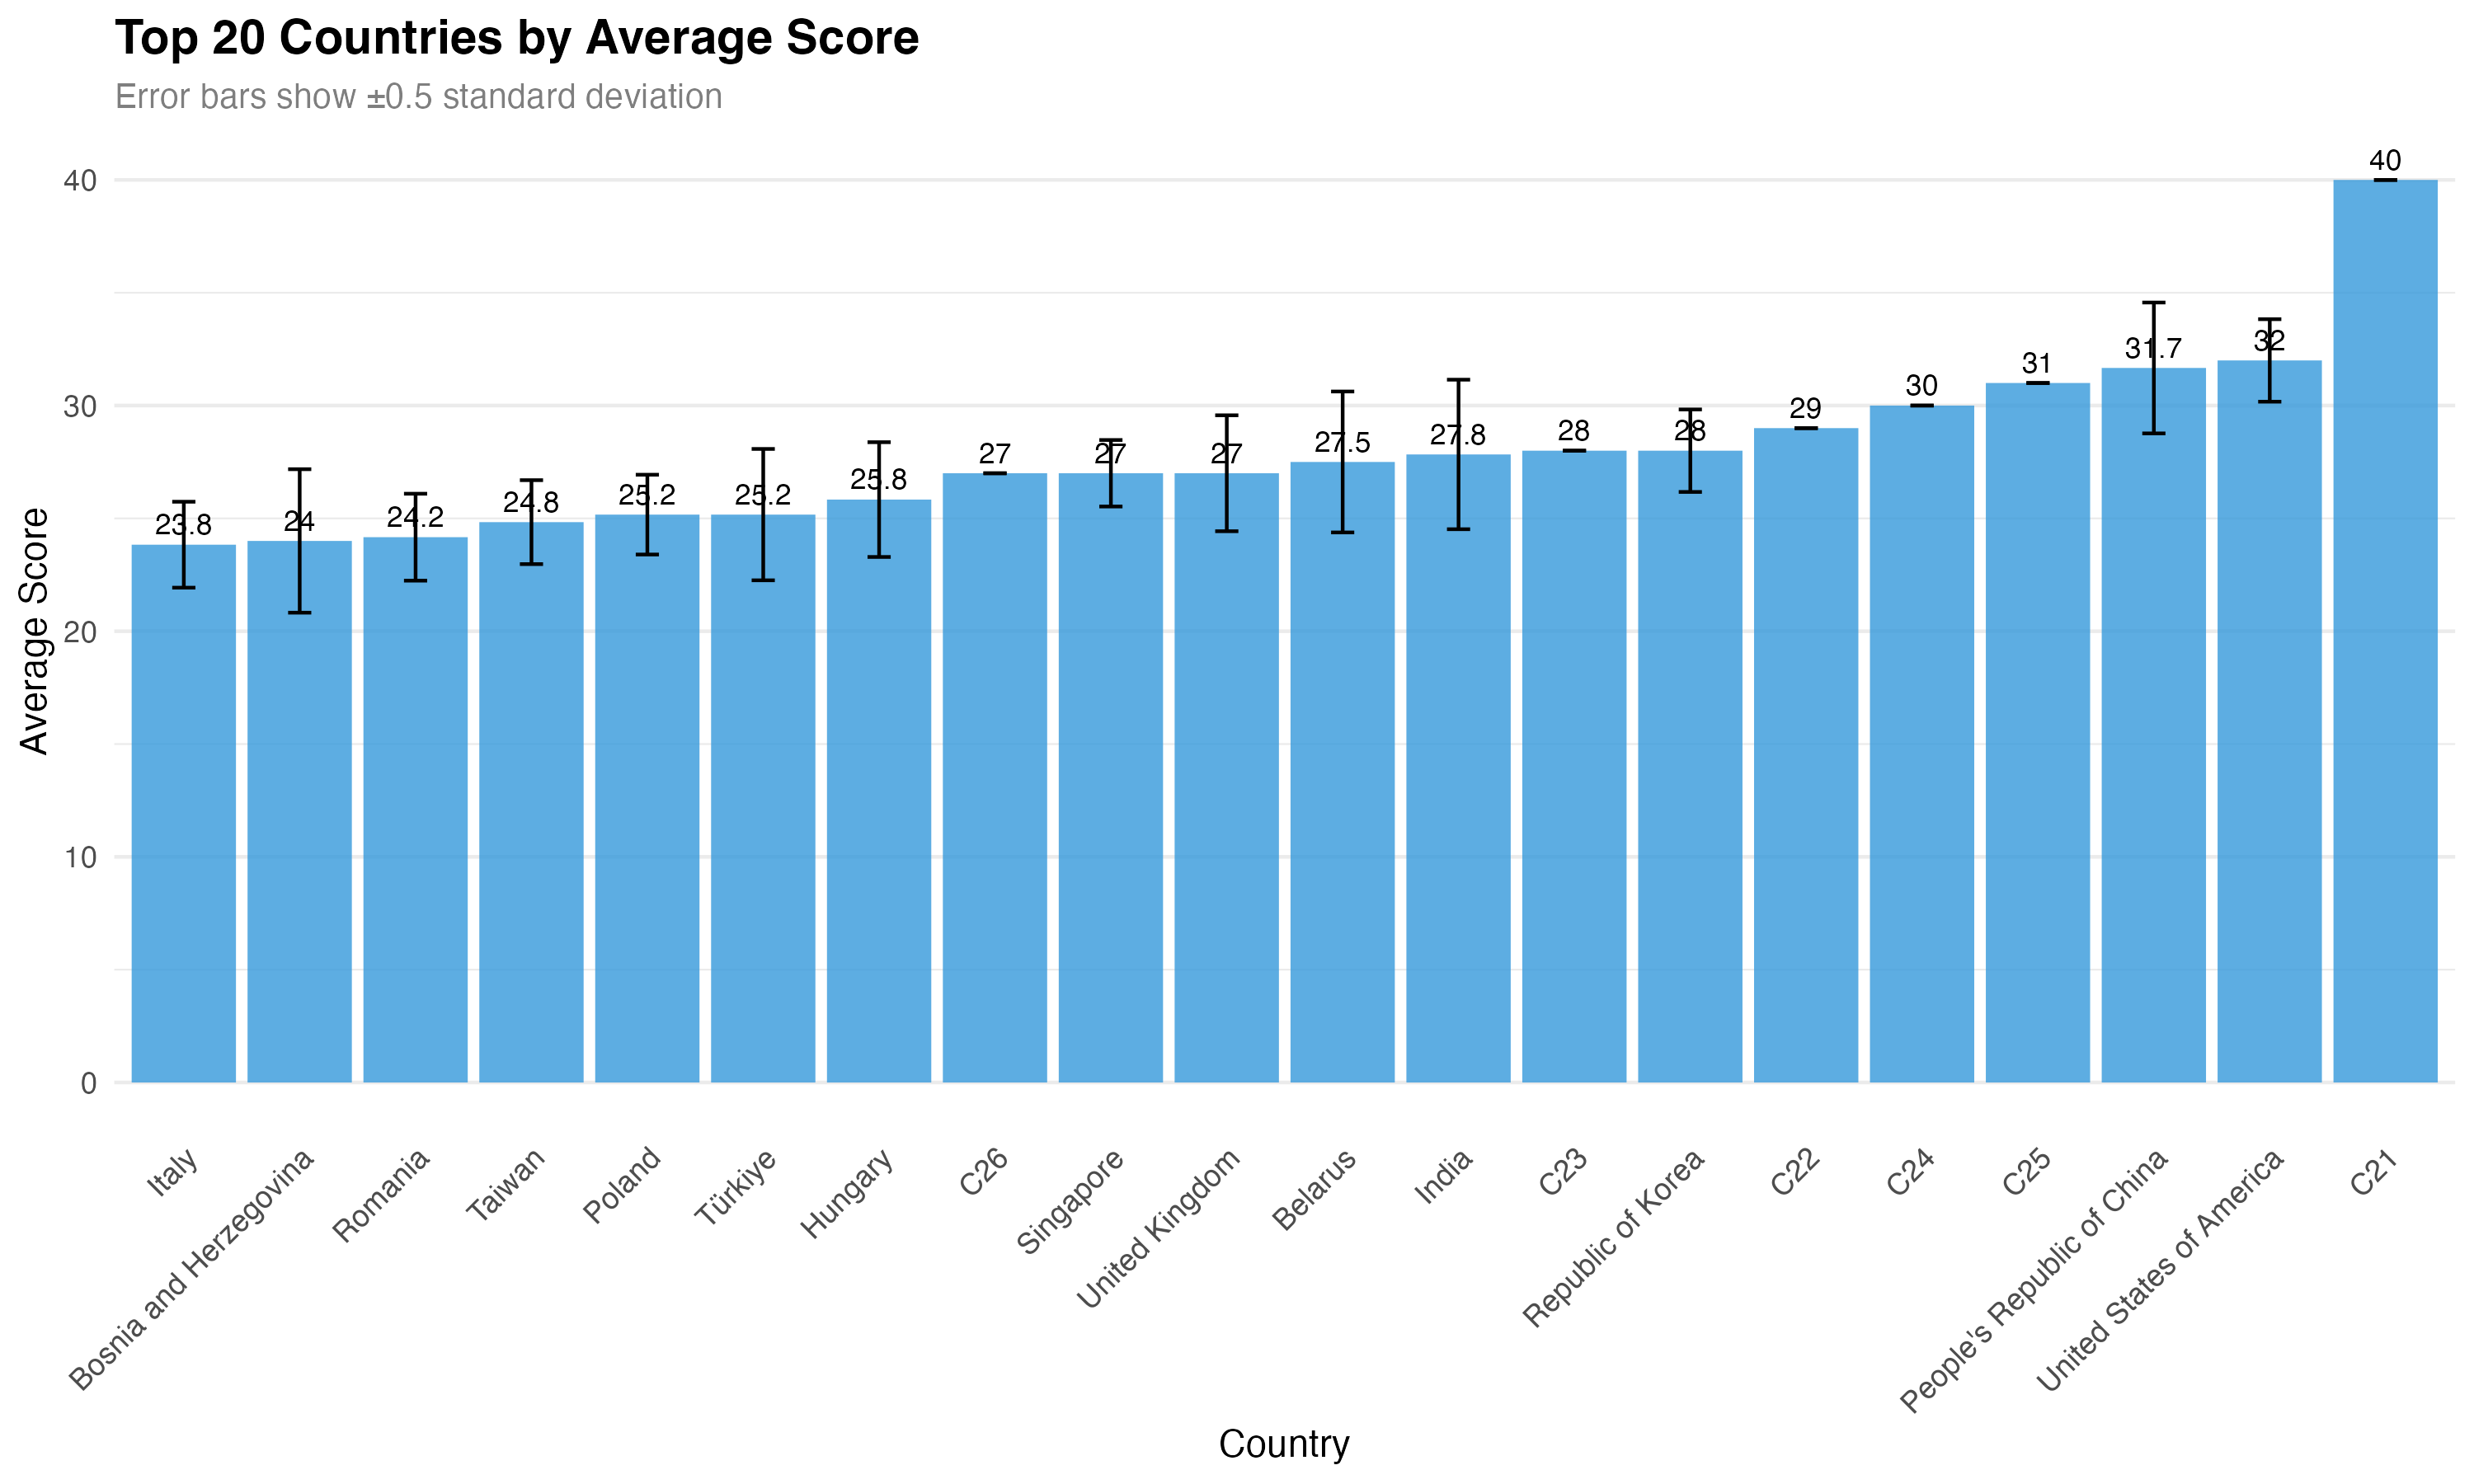 Top 20 Countries by Average Score
Error bars show ±0.5 standard deviation
40
30
20
10
0
Average Score
23.8
24
24.2
24.8
25.2
25.2
25.8
27
27
27
27.5
27.8
28
28
29
30
31
31.7
32
40
Italy
Bosnia and Herzegovina
Romania
Taiwan
Poland
Türkiye
Hungary
C26
Singapore
United Kingdom
Belarus
India
C23
Republic of Korea
C22
C24
C25
People's Republic of China
United States of America
C21
Country